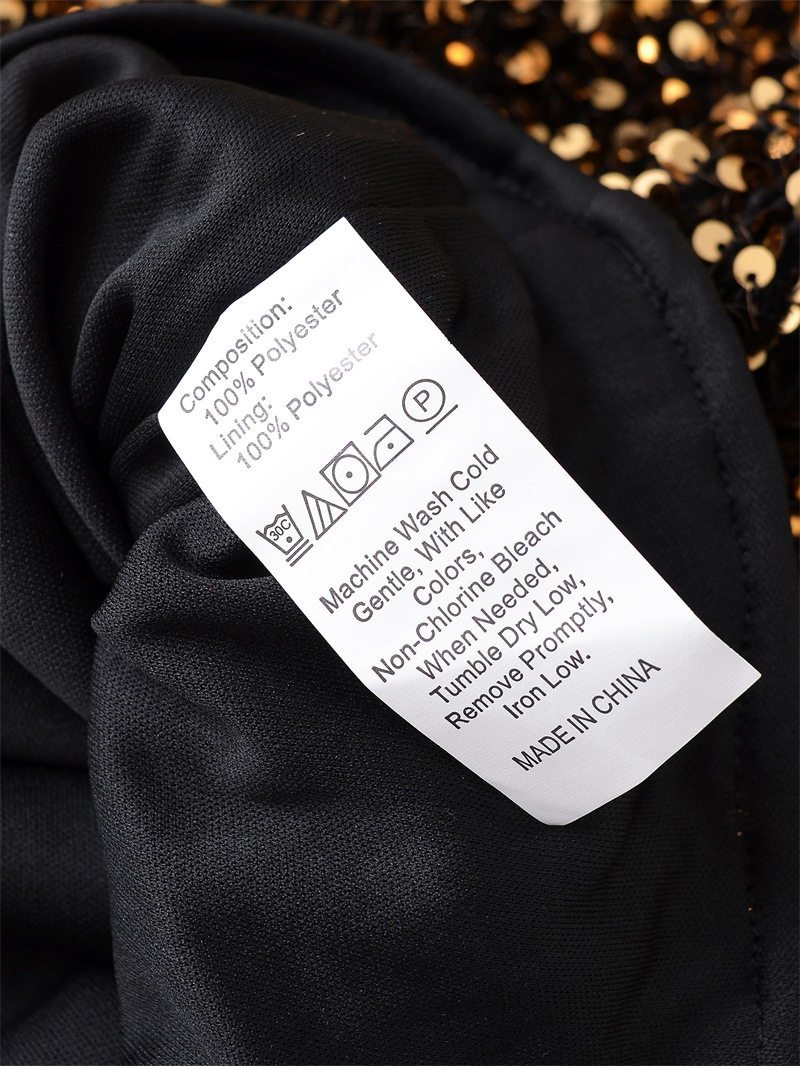 Composition:
100% Polyester
Lining:
100% Polyester
30C P
Machine Wash Cold
Gentle, With Like
Colors,
Non-Chlorine Bleach
When Needed,
Tumble Dry Low,
Remove Promptly,
Iron Low.
MADE IN CHINA